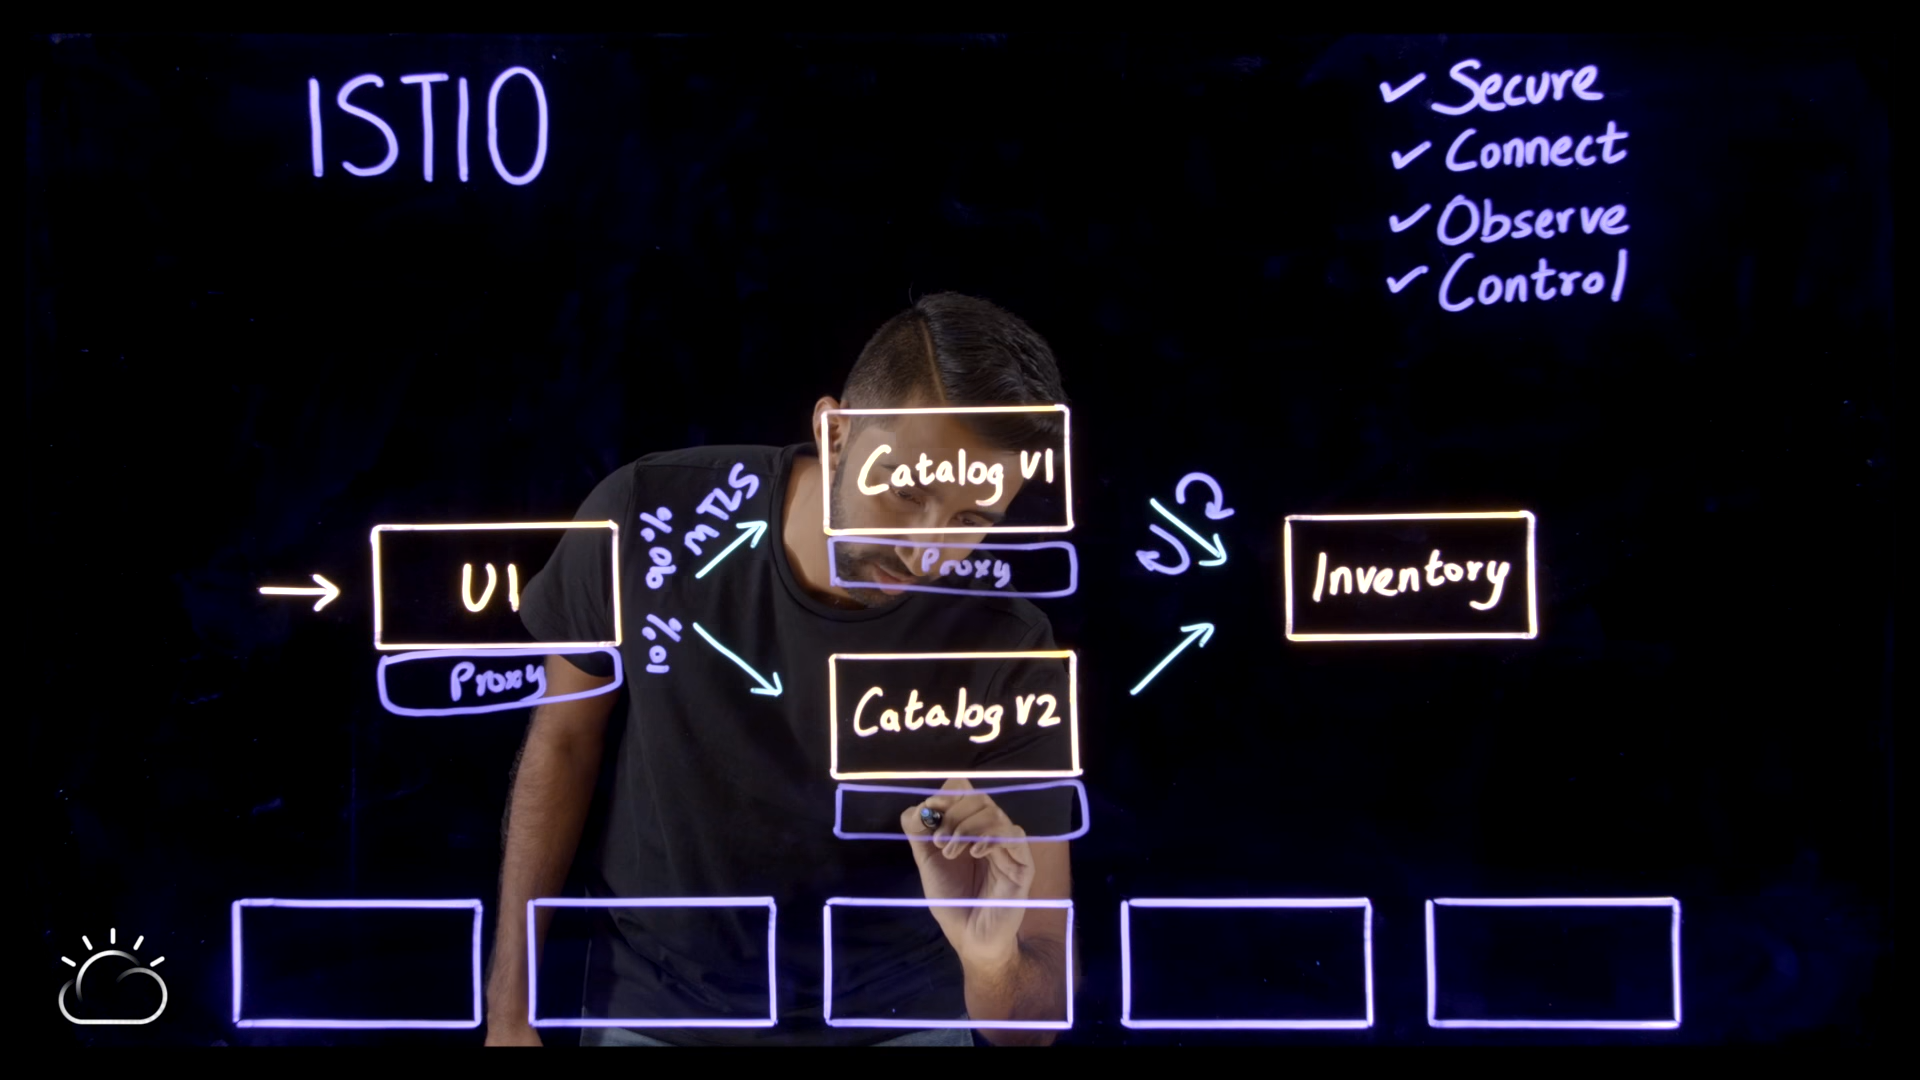 ISTIO
✓ Secure
✓ Connect
✓ Observe
✓ Control
Catalog V1
Proxy
MTLS
90%
10%
UI
Proxy
Inventory
Catalog V2